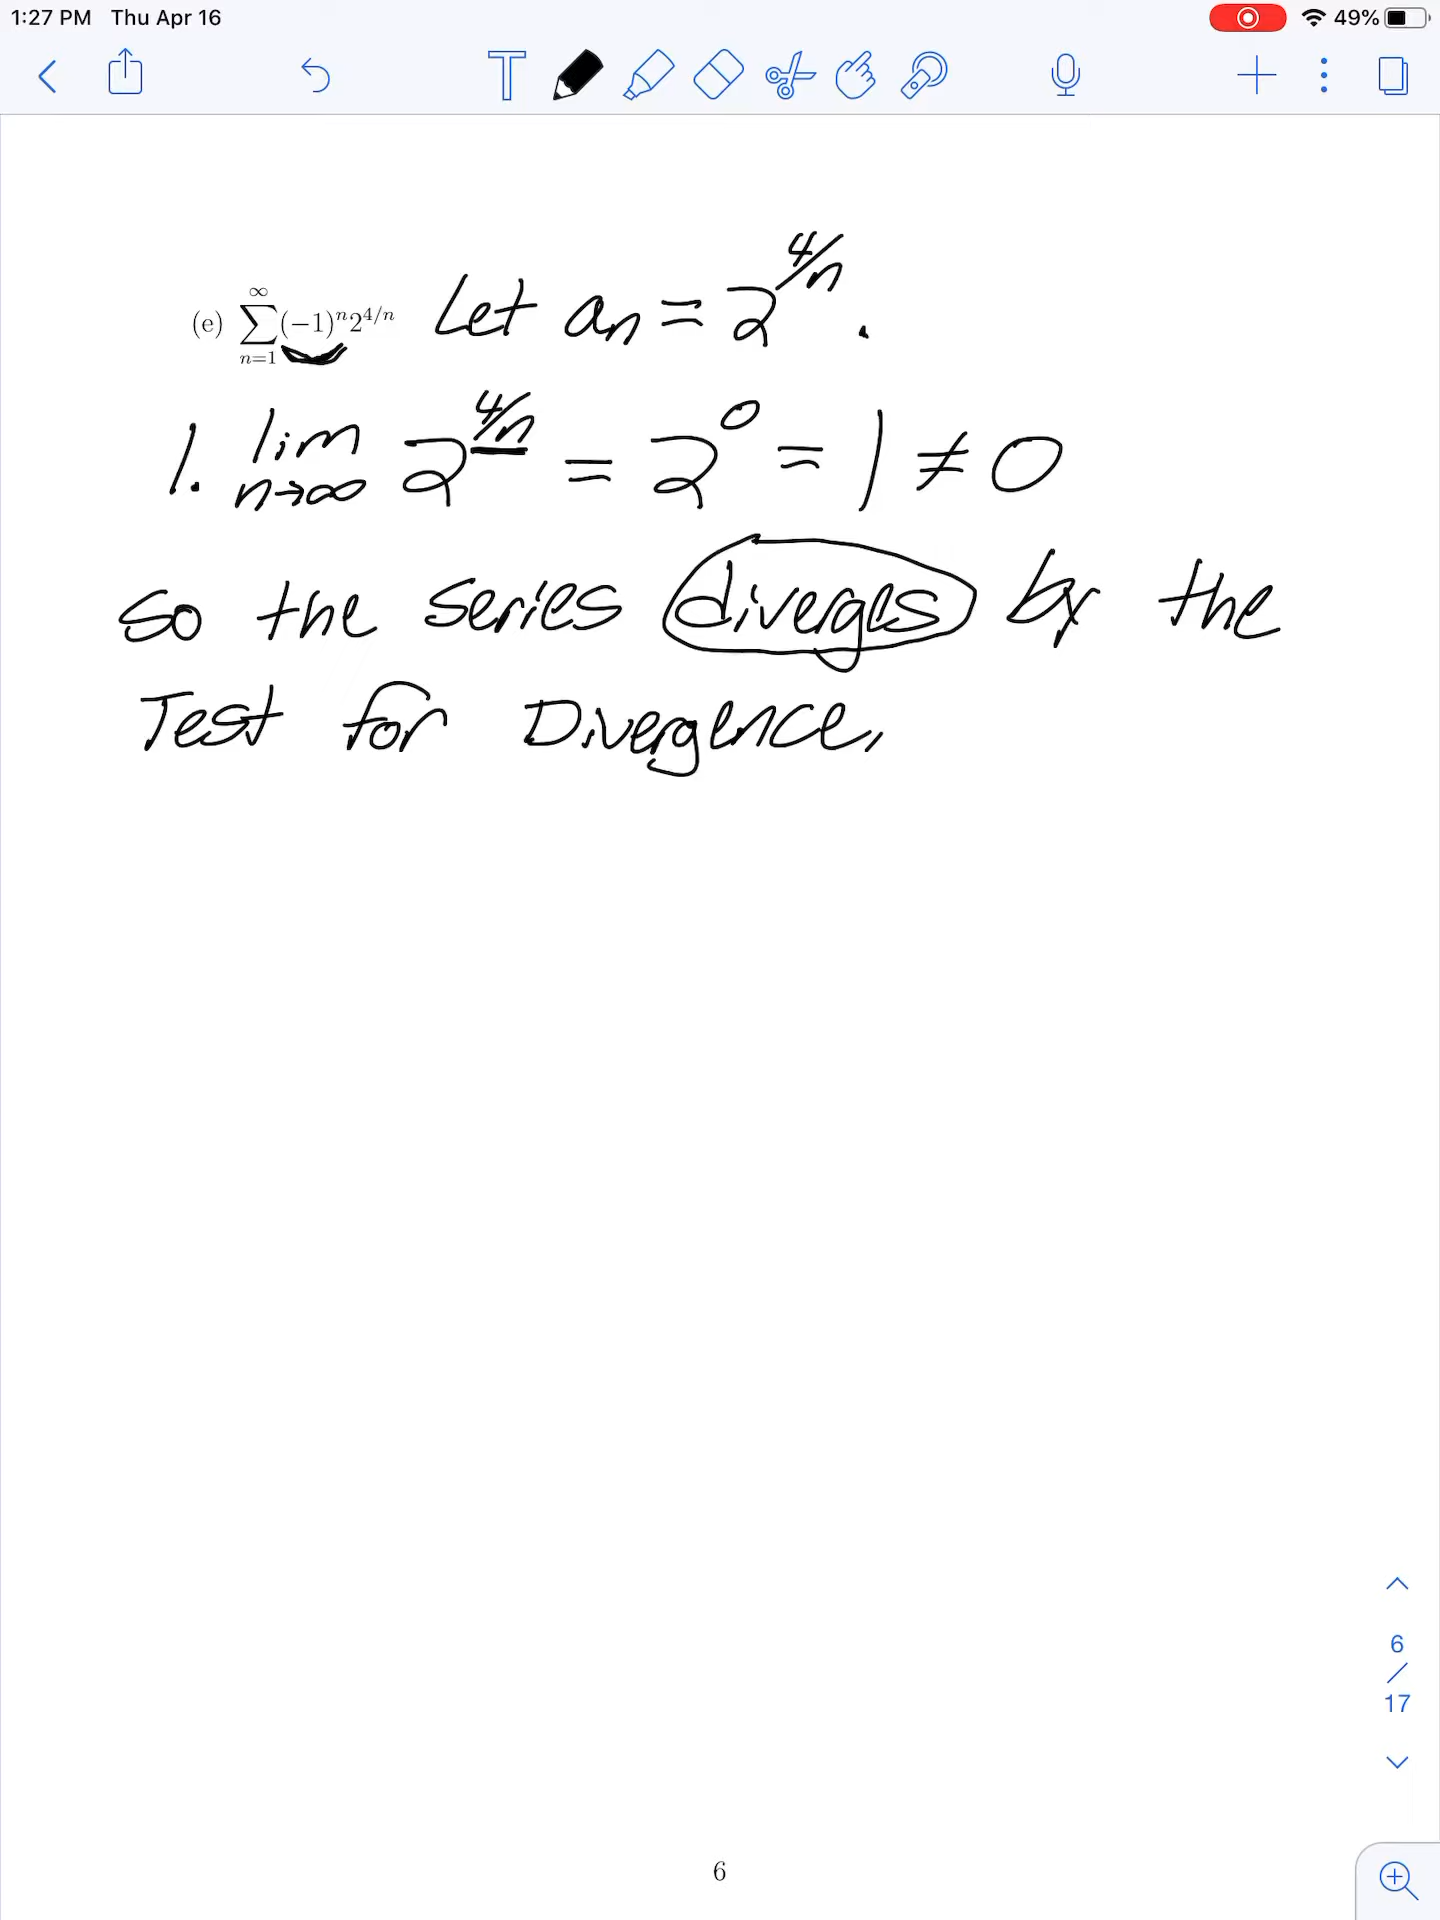 1:27 PM Thu Apr 16 49%
(e) ∑_{n=1}^{∞} (−1)^n 2^{4/n} Let an = 2^{4/n}.
1. lim_{n→∞} 2^{4/n} = 2^0 = 1 ≠ 0
so the series diverges by the
Test for Divergence.
6
/
17
6